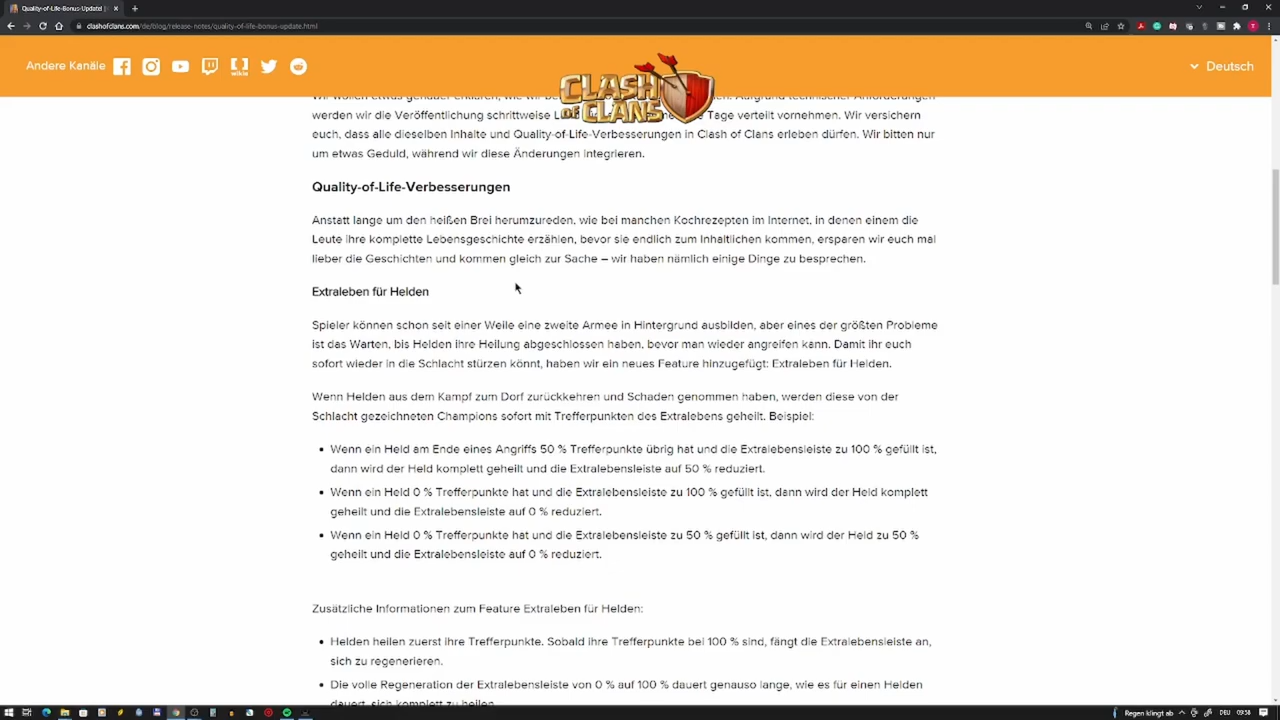 Quality-of-Life-Bonus-Update! |
clashofclans.com/de/blog/release-notes/quality-of-life-bonus-update.html
Andere Kanäle
wikia
CLASH OF CLANS
Deutsch
werden wir die Veröffentlichung schrittweise
Tage verteilt vornehmen. Wir versichern
euch, dass alle dieselben Inhalte und Quality-of-Life-Verbesserungen in Clash of Clans erleben dürfen. Wir bitten nur
um etwas Geduld, während wir diese Änderungen integrieren.
Quality-of-Life-Verbesserungen
Anstatt lange um den heißen Brei herumzureden, wie bei manchen Kochrezepten im Internet, in denen einem die
Leute ihre komplette Lebensgeschichte erzählen, bevor sie endlich zum Inhaltlichen kommen, ersparen wir euch mal
lieber die Geschichten und kommen gleich zur Sache – wir haben nämlich einige Dinge zu besprechen.
Extraleben für Helden
Spieler können schon seit einer Weile eine zweite Armee in Hintergrund ausbilden, aber eines der größten Probleme
ist das Warten, bis Helden ihre Heilung abgeschlossen haben, bevor man wieder angreifen kann. Damit ihr euch
sofort wieder in die Schlacht stürzen könnt, haben wir ein neues Feature hinzugefügt: Extraleben für Helden.
Wenn Helden aus dem Kampf zum Dorf zurückkehren und Schaden genommen haben, werden diese von der
Schlacht gezeichneten Champions sofort mit Trefferpunkten des Extralebens geheilt. Beispiel:
• Wenn ein Held am Ende eines Angriffs 50 % Trefferpunkte übrig hat und die Extralebensleiste zu 100 % gefüllt ist,
dann wird der Held komplett geheilt und die Extralebensleiste auf 50 % reduziert.
• Wenn ein Held 0 % Trefferpunkte hat und die Extralebensleiste zu 100 % gefüllt ist, dann wird der Held komplett
geheilt und die Extralebensleiste auf 0 % reduziert.
• Wenn ein Held 0 % Trefferpunkte hat und die Extralebensleiste zu 50 % gefüllt ist, dann wird der Held zu 50 %
geheilt und die Extralebensleiste auf 0 % reduziert.
Zusätzliche Informationen zum Feature Extraleben für Helden:
• Helden heilen zuerst ihre Trefferpunkte. Sobald ihre Trefferpunkte bei 100 % sind, fängt die Extralebensleiste an,
sich zu regenerieren.
• Die volle Regeneration der Extralebensleiste von 0 % auf 100 % dauert genauso lange, wie es für einen Helden
dauert, sich komplett zu heilen.
Regen klingt ab
DEU
09:58